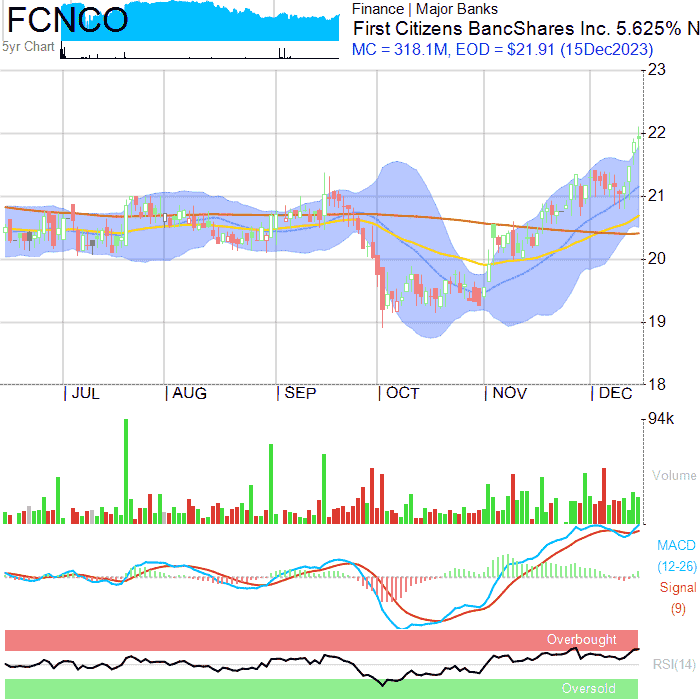 FCNCO
5yr Chart
Finance | Major Banks
First Citizens BancShares Inc. 5.625% N
MC = 318.1M, EOD = $21.91 (15Dec2023)
23
22
21
20
19
18
JUL AUG SEP OCT NOV DEC
94k
Volume
MACD
(12-26)
Signal
(9)
Overbought
RSI(14)
Oversold